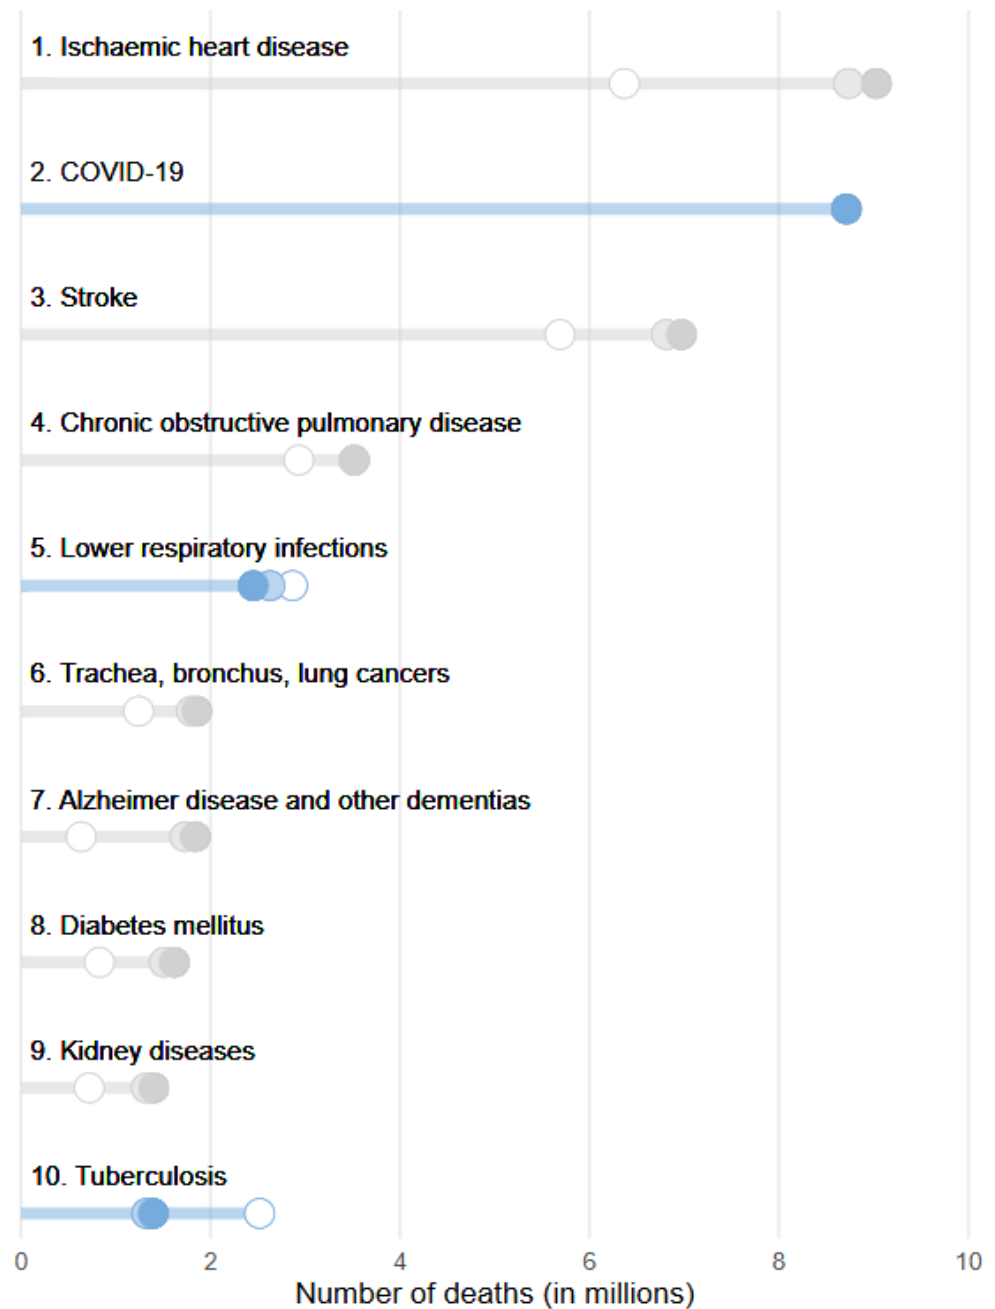 1. Ischaemic heart disease
2. COVID-19
3. Stroke
4. Chronic obstructive pulmonary disease
5. Lower respiratory infections
6. Trachea, bronchus, lung cancers
7. Alzheimer disease and other dementias
8. Diabetes mellitus
9. Kidney diseases
10. Tuberculosis
0 2 4 6 8 10
Number of deaths (in millions)